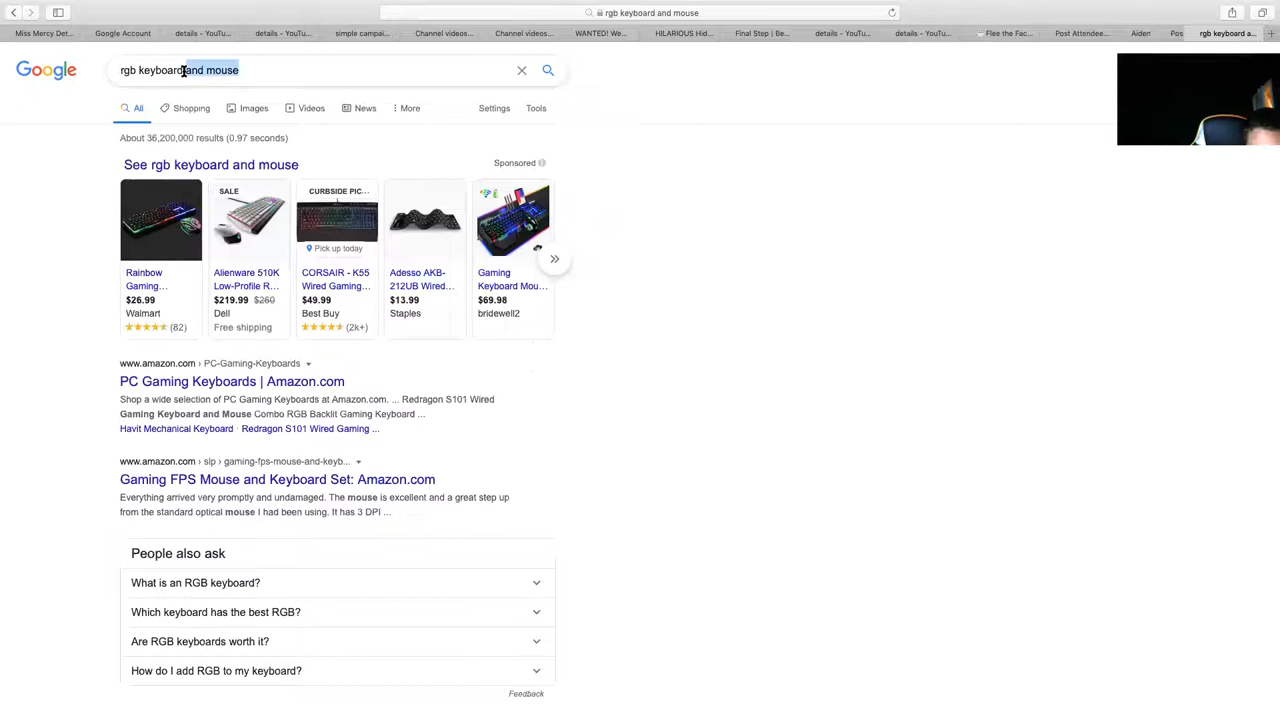 rgb keyboard and mouse
Miss Mercy Det...
Google Account
details - YouTu...
details - YouTu...
simple campai...
Channel videos...
Channel videos...
WANTED! We...
HILARIOUS Hid...
Final Step | Be...
details - YouTu...
details - YouTu...
Flee the Fac...
Post Attendee...
Aiden
Pos
rgb keyboard a...
Google
rgb keyboard and mouse
All
Shopping
Images
Videos
News
More
Settings
Tools
About 36,200,000 results (0.97 seconds)
See rgb keyboard and mouse
Sponsored
SALE
CURBSIDE PIC...
Pick up today
Rainbow
Gaming...
$26.99
Walmart
(82)
Alienware 510K
Low-Profile R...
$219.99 $260
Dell
Free shipping
CORSAIR - K55
Wired Gaming...
$49.99
Best Buy
(2k+)
Adesso AKB-
212UB Wired...
$13.99
Staples
Gaming
Keyboard Mou...
$69.98
bridewell2
www.amazon.com › PC-Gaming-Keyboards
PC Gaming Keyboards | Amazon.com
Shop a wide selection of PC Gaming Keyboards at Amazon.com. ... Redragon S101 Wired
Gaming Keyboard and Mouse Combo RGB Backlit Gaming Keyboard ...
Havit Mechanical Keyboard · Redragon S101 Wired Gaming ...
www.amazon.com › slp › gaming-fps-mouse-and-keyb...
Gaming FPS Mouse and Keyboard Set: Amazon.com
Everything arrived very promptly and undamaged. The mouse is excellent and a great step up
from the standard optical mouse I had been using. It has 3 DPI ...
People also ask
What is an RGB keyboard?
Which keyboard has the best RGB?
Are RGB keyboards worth it?
How do I add RGB to my keyboard?
Feedback